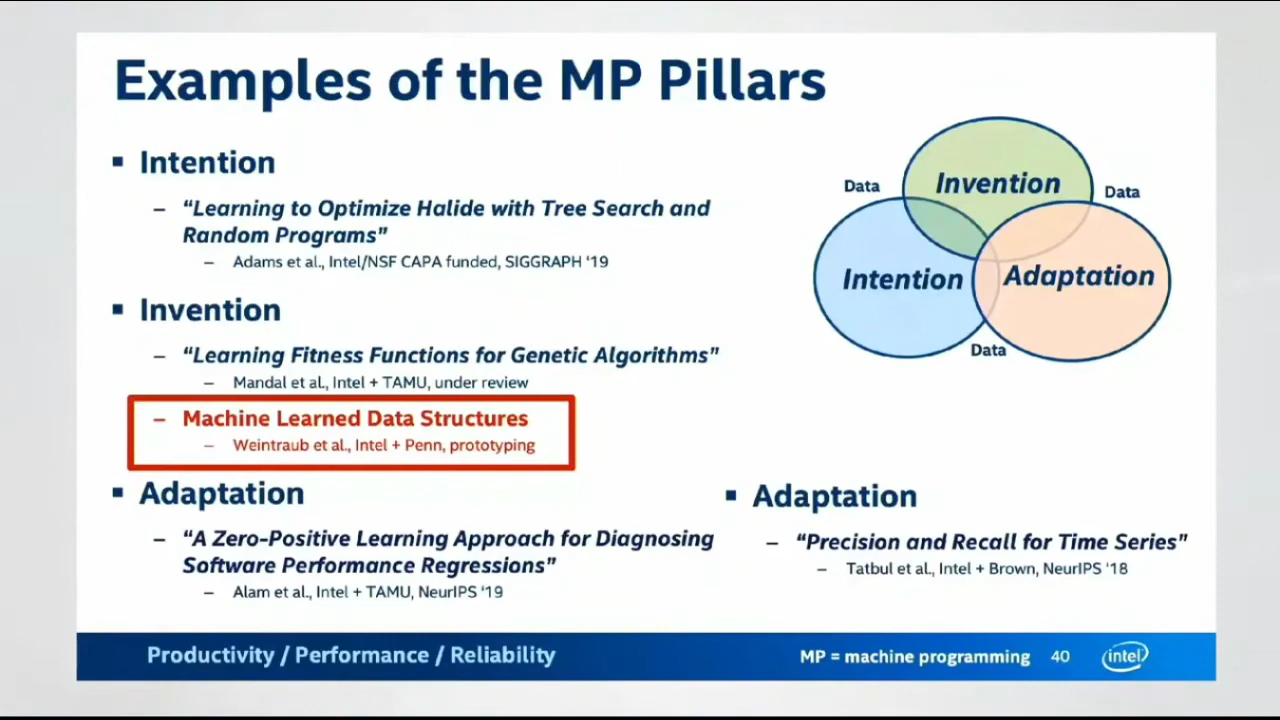 Examples of the MP Pillars
▪ Intention
– “Learning to Optimize Halide with Tree Search and
Random Programs”
– Adams et al., Intel/NSF CAPA funded, SIGGRAPH ‘19
▪ Invention
– “Learning Fitness Functions for Genetic Algorithms”
– Mandal et al., Intel + TAMU, under review
– Machine Learned Data Structures
– Weintraub et al., Intel + Penn, prototyping
▪ Adaptation
– “A Zero-Positive Learning Approach for Diagnosing
Software Performance Regressions”
– Alam et al., Intel + TAMU, NeurIPS ‘19
Data
Invention
Data
Intention
Adaptation
Data
▪ Adaptation
– “Precision and Recall for Time Series”
– Tatbul et al., Intel + Brown, NeurIPS ‘18
Productivity / Performance / Reliability
MP = machine programming 40 intel